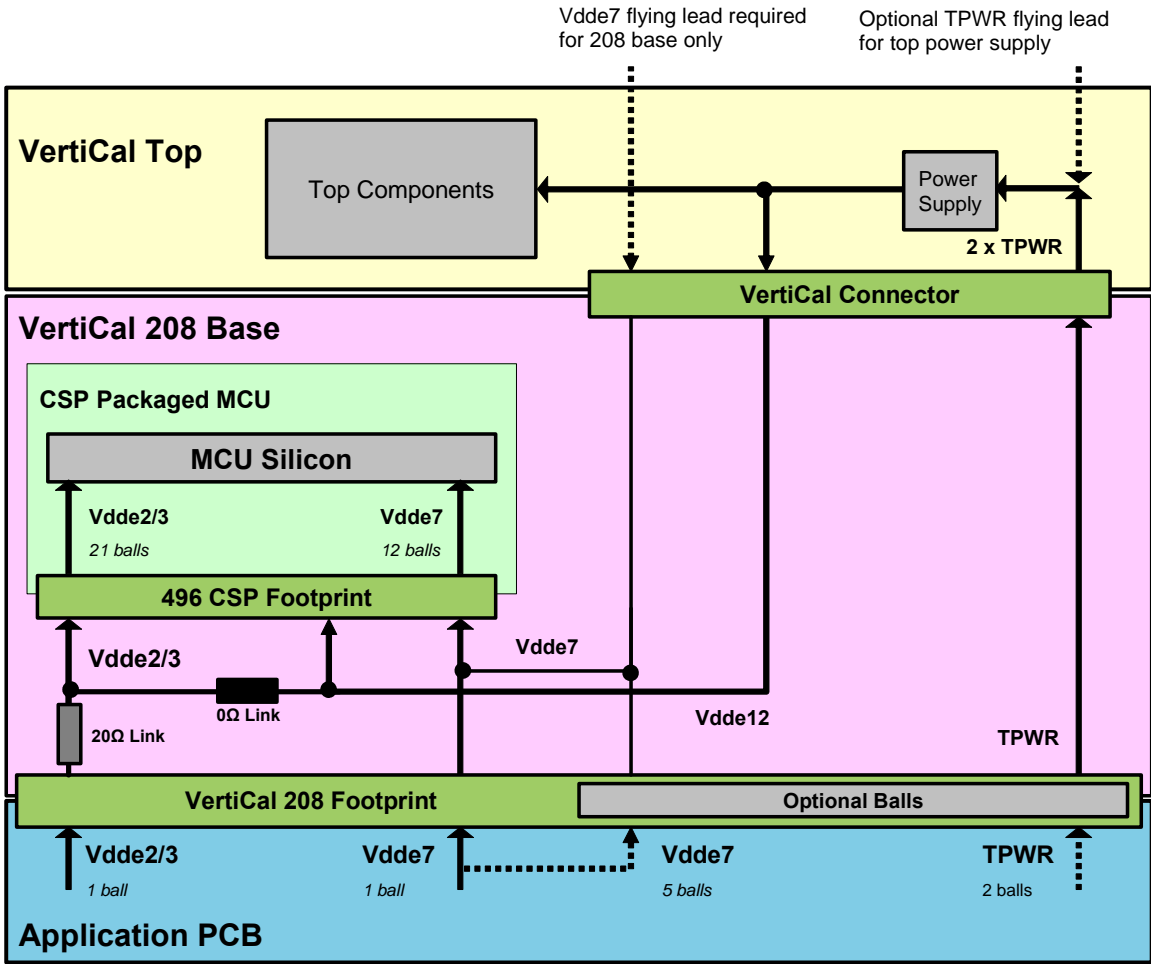 Vdde7 flying lead required
for 208 base only
Optional TPWR flying lead
for top power supply
VertiCal Top
Top Components
Power
Supply
2 x TPWR
VertiCal Connector
VertiCal 208 Base
CSP Packaged MCU
MCU Silicon
Vdde2/3
21 balls
Vdde7
12 balls
496 CSP Footprint
Vdde2/3
Vdde7
0Ω Link
Vdde12
20Ω Link
TPWR
VertiCal 208 Footprint
Optional Balls
Vdde2/3
1 ball
Vdde7
1 ball
Vdde7
5 balls
TPWR
2 balls
Application PCB